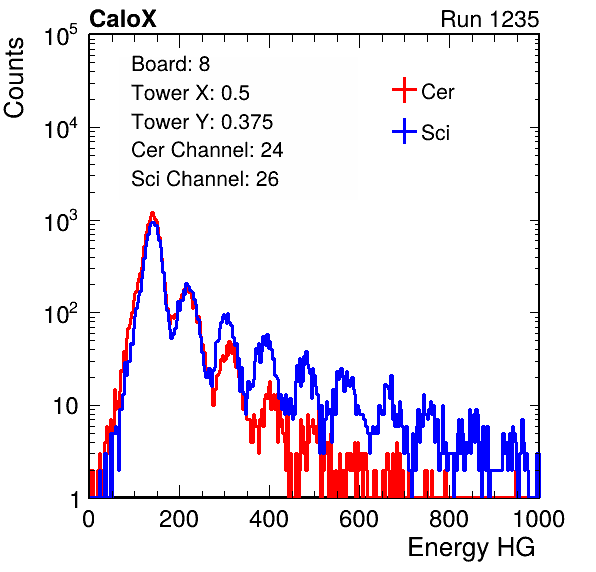 CaloX Run 1235
Counts
10^5
10^4
10^3
10^2
10
1
Board: 8
Tower X: 0.5
Tower Y: 0.375
Cer Channel: 24
Sci Channel: 26
Cer
Sci
0 200 400 600 800 1000
Energy HG